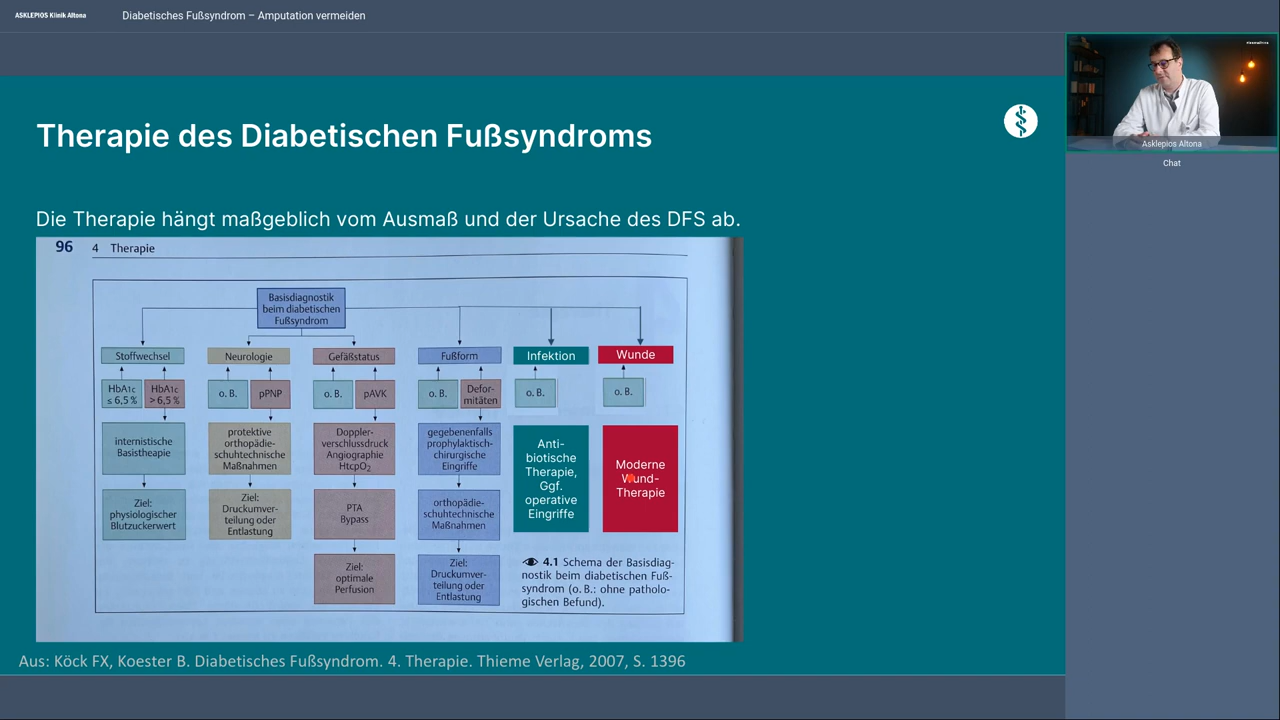 ASKLEPIOS Klinik Altona
Diabetisches Fußsyndrom – Amputation vermeiden
Therapie des Diabetischen Fußsyndroms
Die Therapie hängt maßgeblich vom Ausmaß und der Ursache des DFS ab.
96 4 Therapie
Basisdiagnostik
beim diabetischen
Fußsyndrom
Stoffwechsel
Neurologie
Gefäßstatus
Fußform
Infektion
Wunde
HbA1c
≤ 6,5 %
HbA1c
> 6,5 %
o. B.
pPNP
o. B.
pAVK
o. B.
Defor-
mitäten
o. B.
o. B.
internistische
Basistheapie
protektive
orthopädie-
schuhtechnische
Maßnahmen
Doppler-
verschlussdruck
Angiographie
HtcpO2
gegebenenfalls
prophylaktisch-
chirurgische
Eingriffe
Anti-
biotische
Therapie,
Ggf.
operative
Eingriffe
Moderne
Wund-
Therapie
Ziel:
physiologischer
Blutzuckerwert
Ziel:
Druckumver-
teilung oder
Entlastung
PTA
Bypass
orthopädie-
schuhtechnische
Maßnahmen
Ziel:
optimale
Perfusion
Ziel:
Druckumver-
teilung oder
Entlastung
4.1 Schema der Basisdiag-
nostik beim diabetischen Fuß-
syndrom (o. B.: ohne patholo-
gischen Befund).
Aus: Köck FX, Koester B. Diabetisches Fußsyndrom. 4. Therapie. Thieme Verlag, 2007, S. 1396
Asklepios Altona
Chat